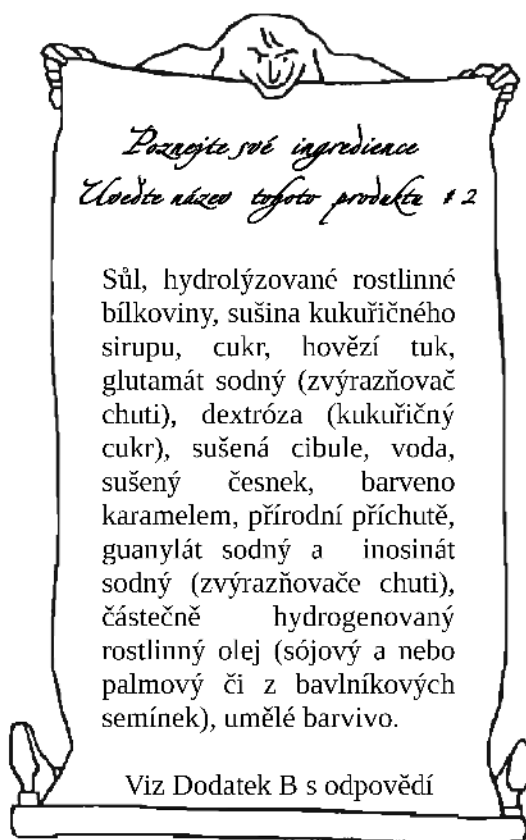 Poznejte své ingredience
Uveďte název tohoto produktu # 2
Sůl, hydrolýzované rostlinné
bílkoviny, sušina kukuřičného
sirupu, cukr, hovězí tuk,
glutamát sodný (zvýrazňovač
chuti), dextróza (kukuřičný
cukr), sušená cibule, voda,
sušený česnek, barveno
karamelem, přírodní příchutě,
guanylát sodný a inosinát
sodný (zvýrazňovače chuti),
částečně hydrogenovaný
rostlinný olej (sójový a nebo
palmový či z bavlníkových
semínek), umělé barvivo.
Viz Dodatek B s odpovědí